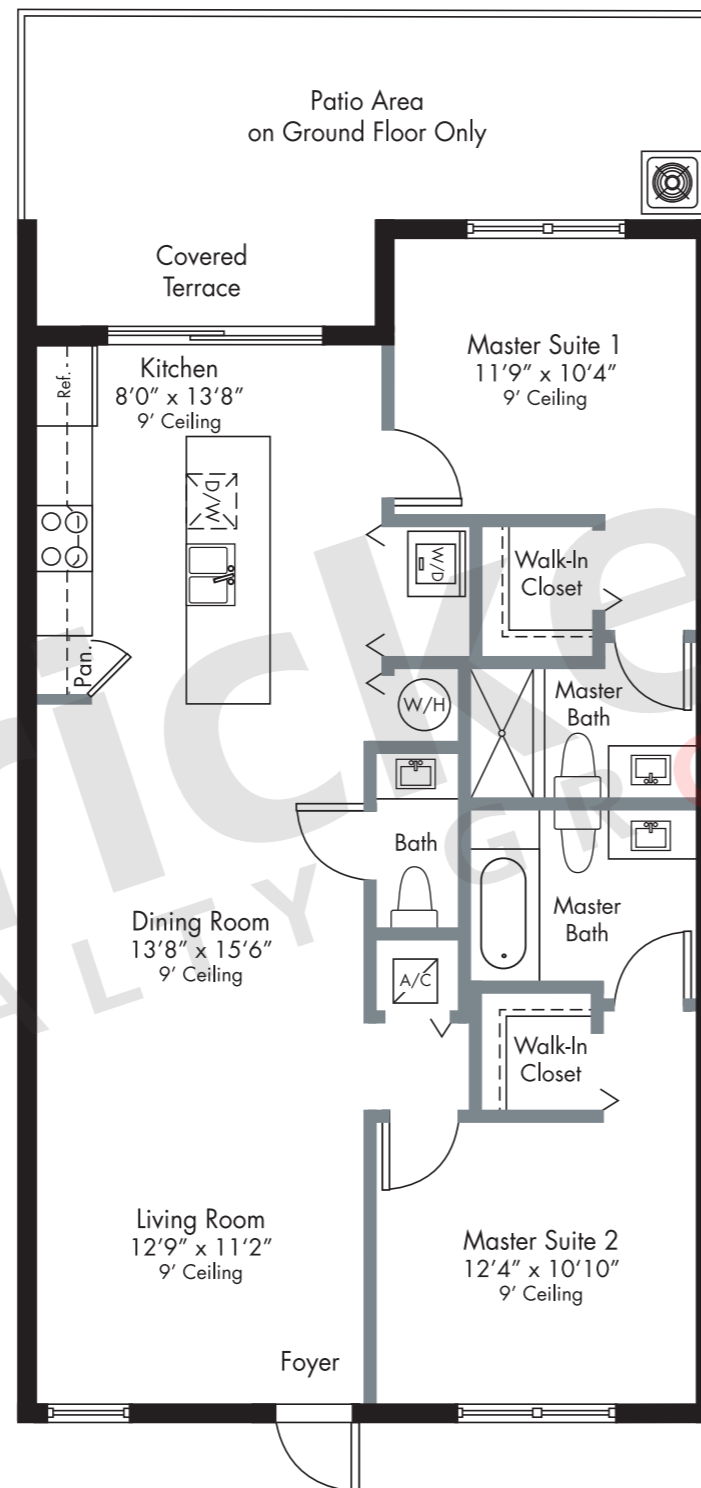 Patio Area
on Ground Floor Only
Covered
Terrace
Kitchen
8’0” x 13‘8”
9’ Ceiling
Ref.
Master Suite 1
11’9” x 10’4”
9’ Ceiling
D/W
W/D
Walk-In
Closet
Pan.
W/H
Master
Bath
Bath
Master
Bath
Dining Room
13‘8” x 15’6”
9’ Ceiling
A/C
Walk-In
Closet
Living Room
12‘9” x 11’2”
9’ Ceiling
Master Suite 2
12‘4” x 10‘10”
9’ Ceiling
Foyer
ricke
ALTY GRO